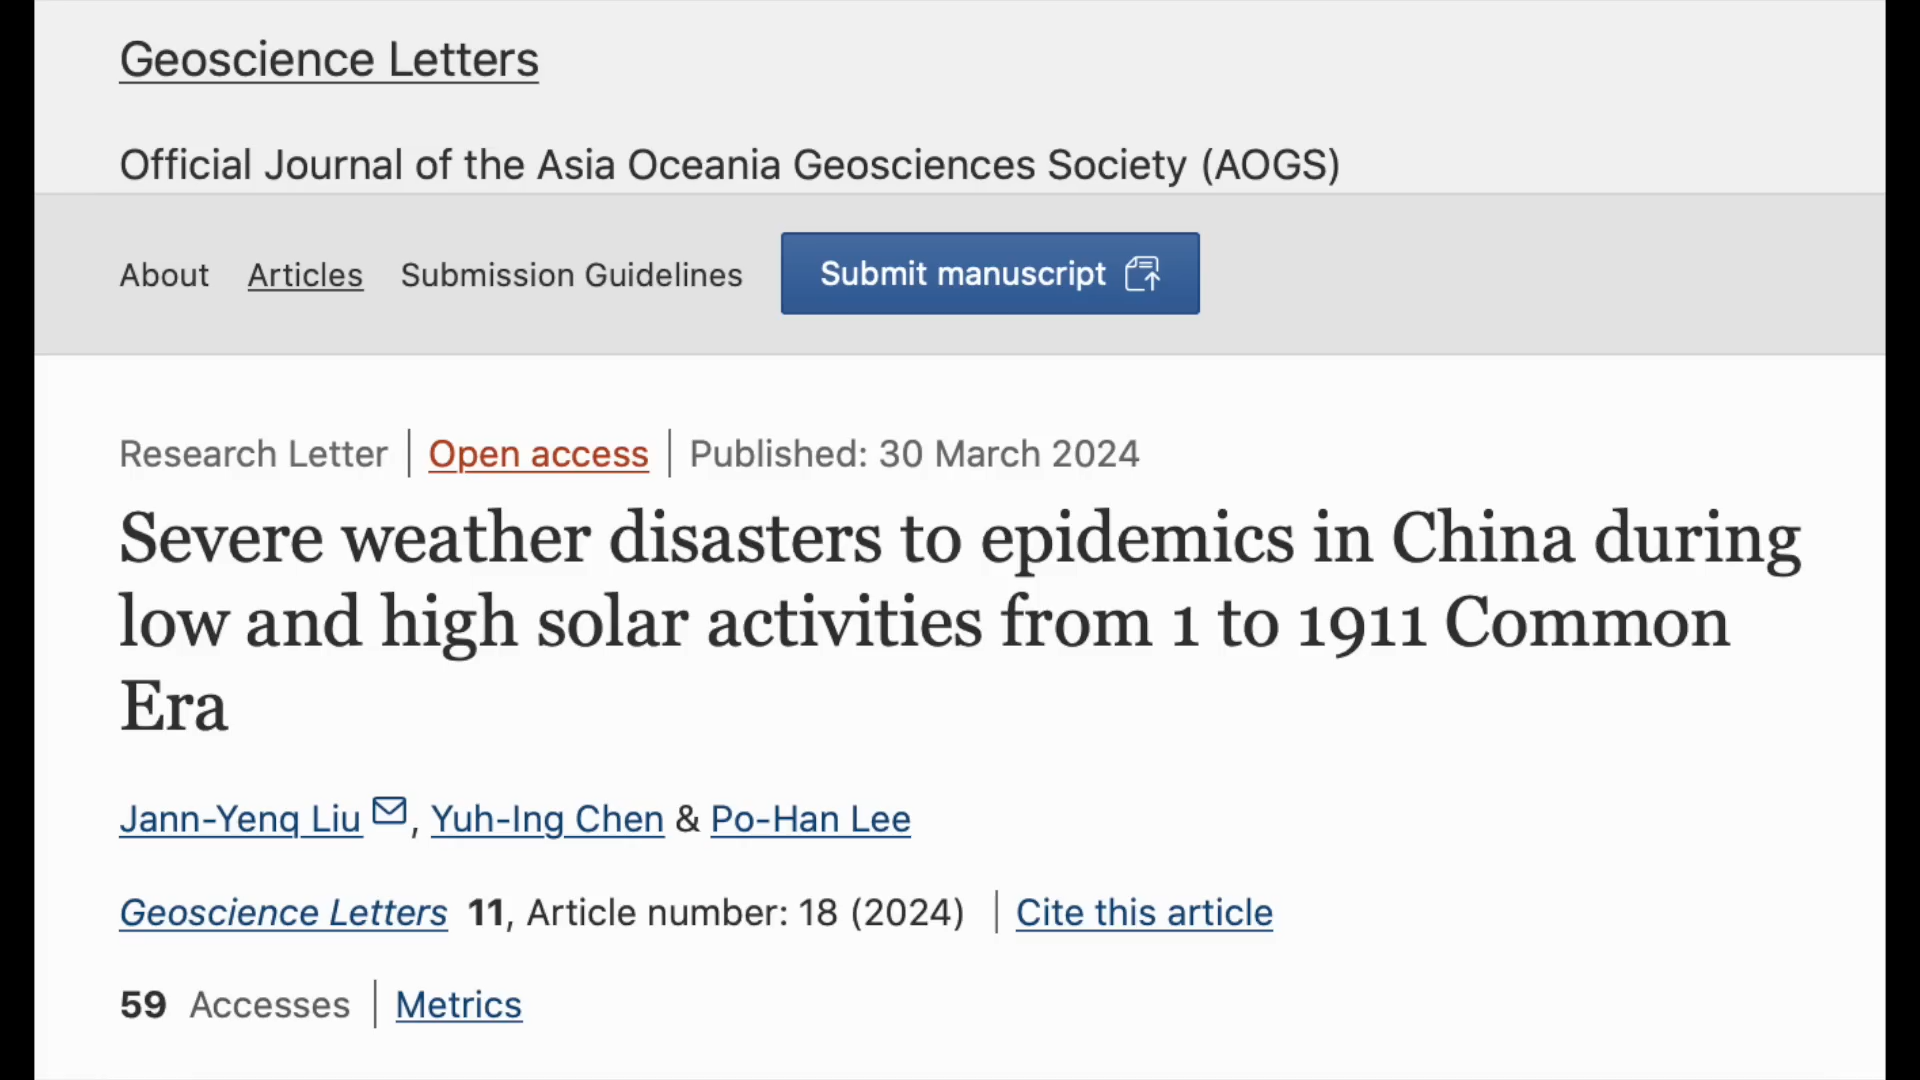 Geoscience Letters
Official Journal of the Asia Oceania Geosciences Society (AOGS)
About Articles Submission Guidelines Submit manuscript
Research Letter | Open access | Published: 30 March 2024
Severe weather disasters to epidemics in China during
low and high solar activities from 1 to 1911 Common
Era
Jann-Yenq Liu, Yuh-Ing Chen & Po-Han Lee
Geoscience Letters 11, Article number: 18 (2024) | Cite this article
59 Accesses | Metrics